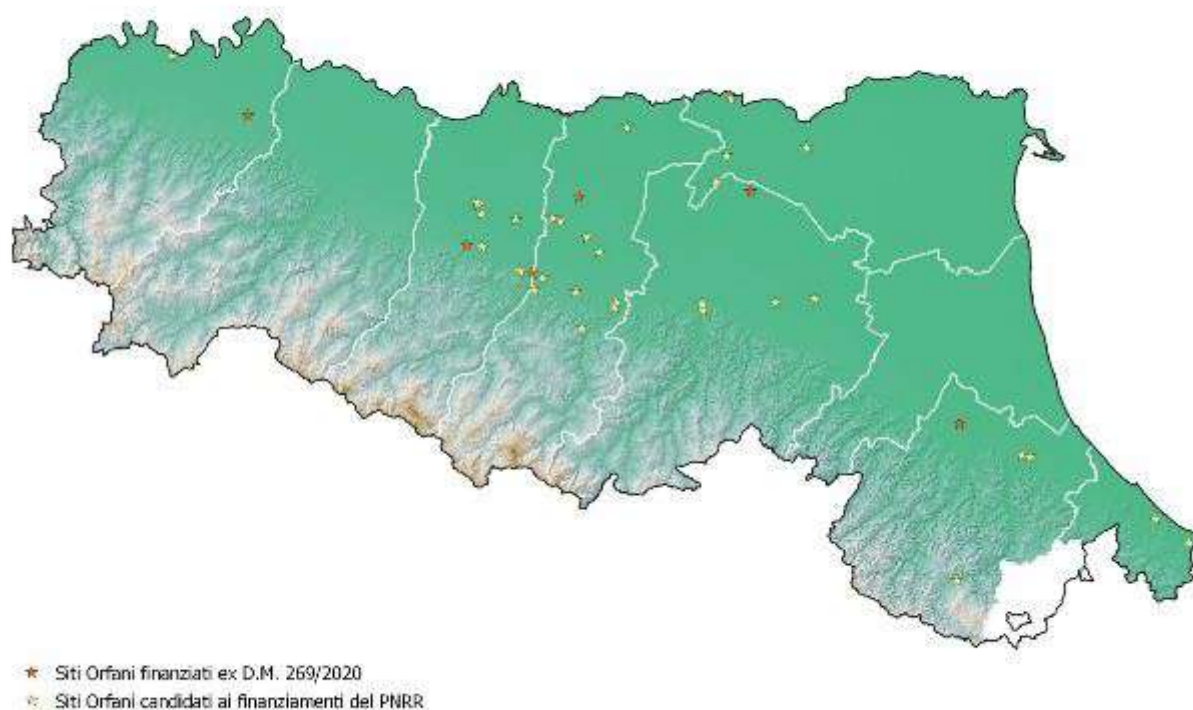 Siti Orfani finanziati ex D.M. 269/2020
Siti Orfani candidati ai finanziamenti del PNRR